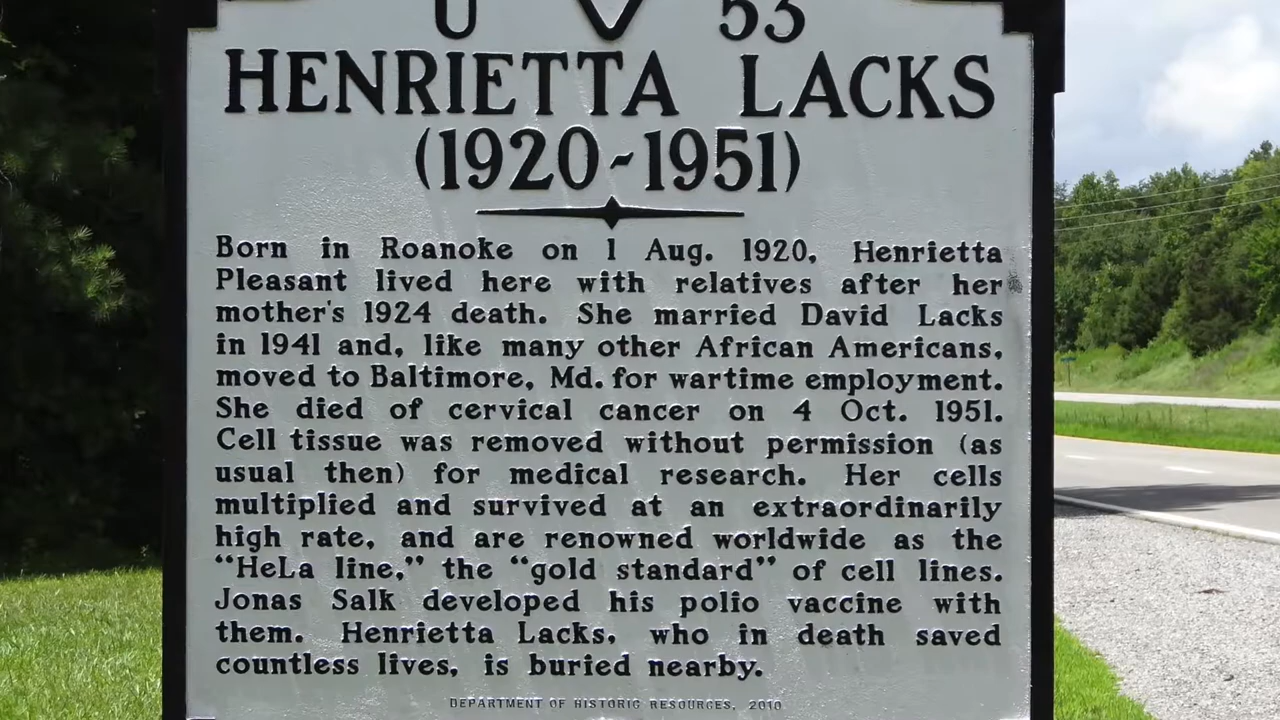 U 53
HENRIETTA LACKS
(1920-1951)
Born in Roanoke on 1 Aug. 1920, Henrietta
Pleasant lived here with relatives after her
mother's 1924 death. She married David Lacks
in 1941 and, like many other African Americans,
moved to Baltimore, Md. for wartime employment.
She died of cervical cancer on 4 Oct. 1951.
Cell tissue was removed without permission (as
usual then) for medical research. Her cells
multiplied and survived at an extraordinarily
high rate, and are renowned worldwide as the
“HeLa line,” the “gold standard” of cell lines.
Jonas Salk developed his polio vaccine with
them. Henrietta Lacks, who in death saved
countless lives, is buried nearby.
DEPARTMENT OF HISTORIC RESOURCES, 2010